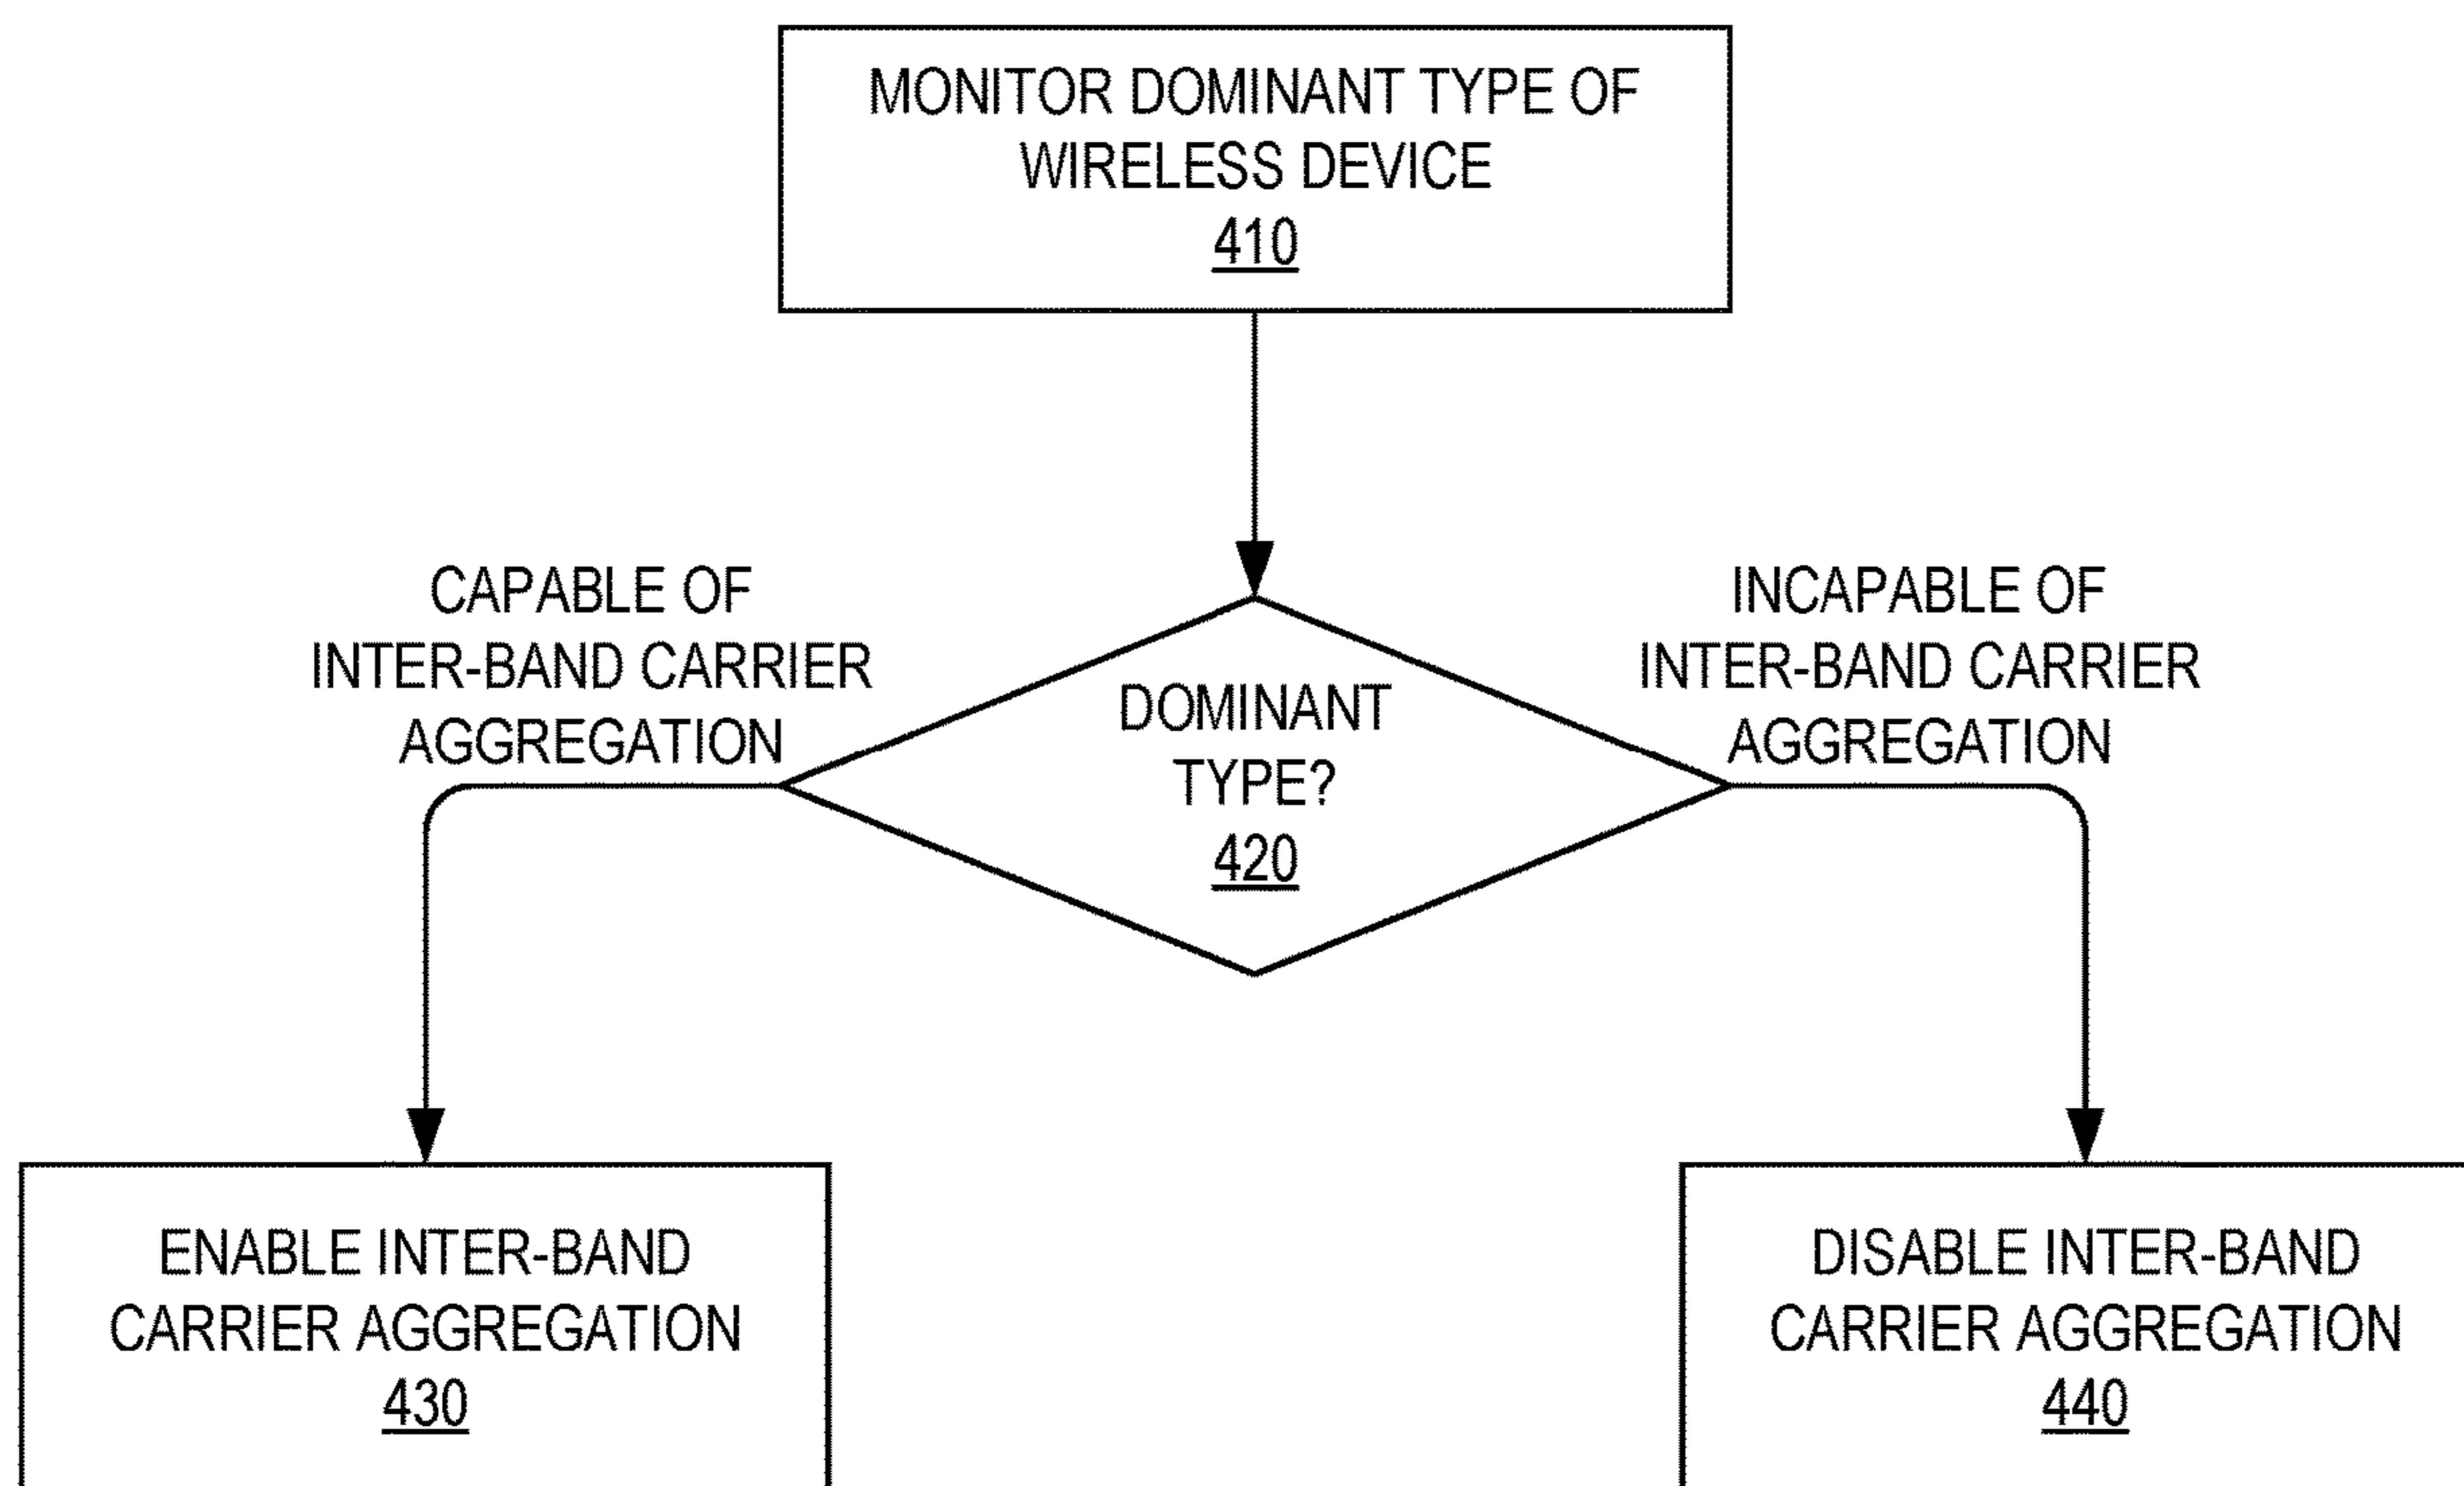 MONITOR DOMINANT TYPE OF
WIRELESS DEVICE
410
CAPABLE OF
INTER-BAND CARRIER
AGGREGATION
INCAPABLE OF
INTER-BAND CARRIER
AGGREGATION
DOMINANT
TYPE?
420
ENABLE INTER-BAND
CARRIER AGGREGATION
430
DISABLE INTER-BAND
CARRIER AGGREGATION
440